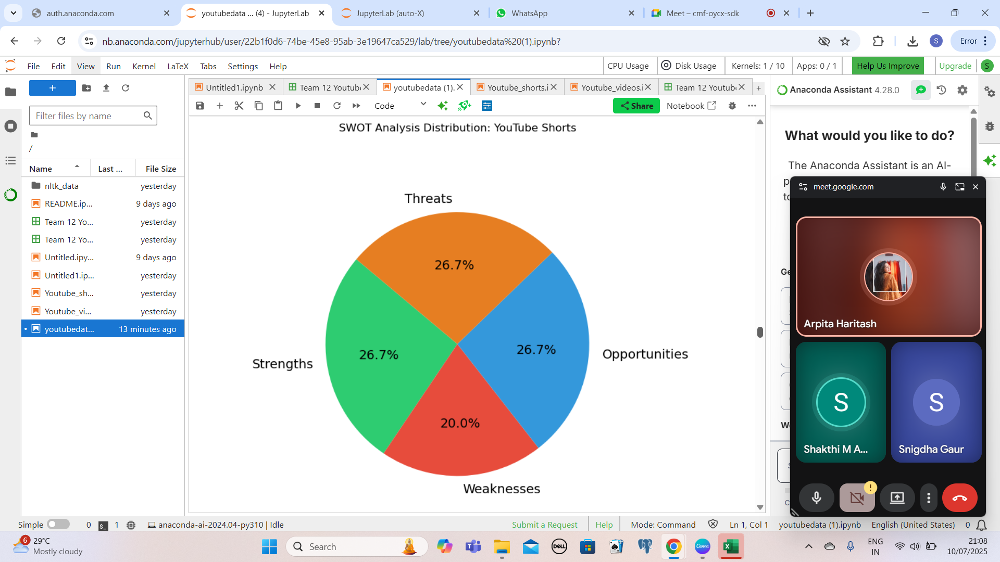 auth.anaconda.com
youtubedata ... (4) - JupyterLab
JupyterLab (auto-X)
WhatsApp
Meet – cmf-oycx-sdk
nb.anaconda.com/jupyterhub/user/22b1f0d6-74be-45e8-95ab-3e19647ca529/lab/tree/youtubedata%20(1).ipynb?
S
Error
File Edit View Run Kernel LaTeX Tabs Settings Help
CPU Usage
Disk Usage
Kernels: 1 / 10
Apps: 0 / 1
Help Us Improve
Upgrade
S
Untitled1.ipynb
Team 12 Youtub
youtubedata (1).
Youtube_shorts.i
Youtube_videos.i
Team 12 Youtub
Code
Share
Notebook
Anaconda Assistant 4.28.0
Filter files by name
/
Name Last ... File Size
nltk_data yesterday
README.ip... 9 days ago
Team 12 Yo... yesterday
Team 12 Yo... yesterday
Untitled.ipy... 9 days ago
Untitled1.ip... yesterday
Youtube_sh... yesterday
Youtube_vi... yesterday
youtubedat... 13 minutes ago
SWOT Analysis Distribution: YouTube Shorts
Threats
26.7%
Strengths
26.7%
26.7%
Opportunities
20.0%
Weaknesses
What would you like to do?
The Anaconda Assistant is an AI-
meet.google.com
Arpita Haritash
S
Shakthi M A...
S
Snigdha Gaur
Simple
0
1
anaconda-ai-2024.04-py310 | Idle
Submit a Request
Help
Mode: Command
Ln 1, Col 1
youtubedata (1).ipynb
English (United States)
0
6
29°C
Mostly cloudy
Search
DELL
Canva
ENG
IN
21:08
10/07/2025